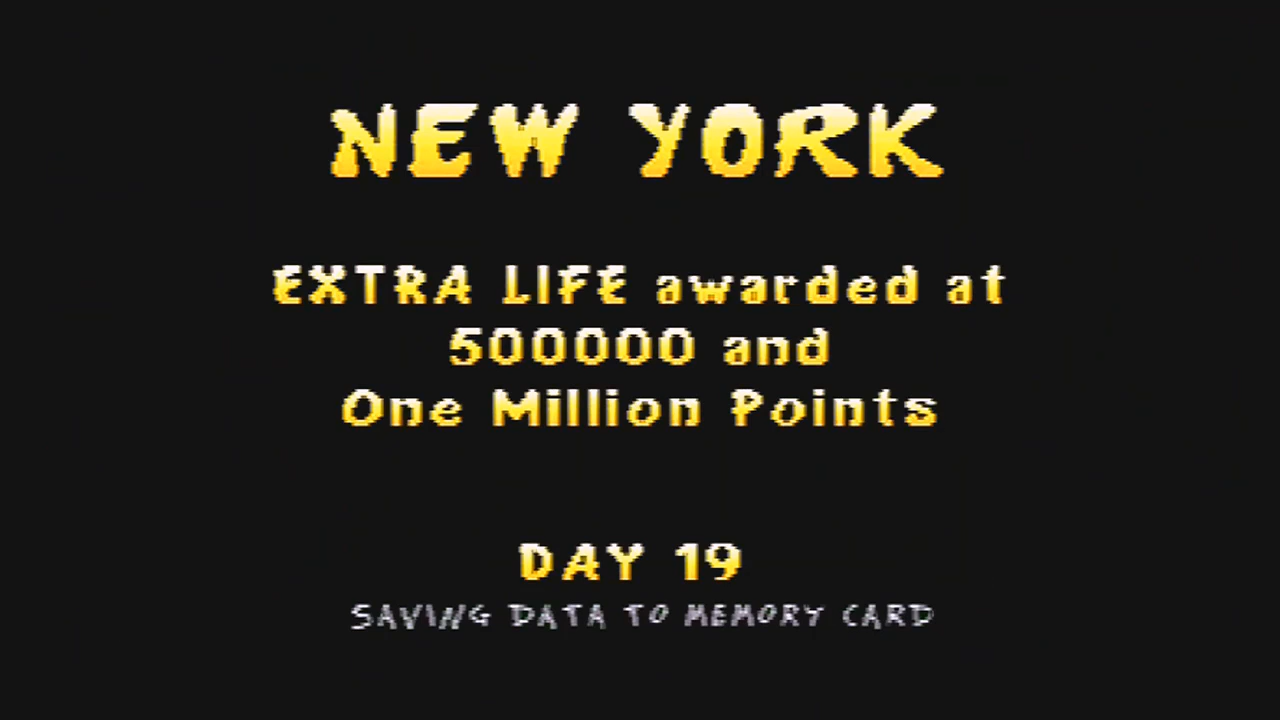 NEW YORK
EXTRA LIFE awarded at
500000 and
One Million Points
DAY 19
SAVING DATA TO MEMORY CARD